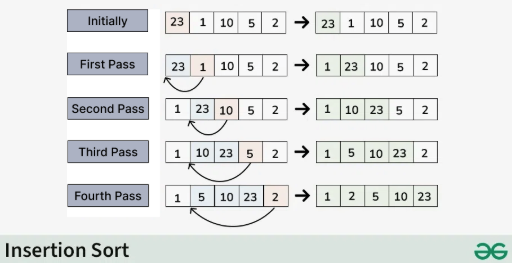 Initially 23 1 10 5 2 23 1 10 5 2
First Pass 23 1 10 5 2 1 23 10 5 2
Second Pass 1 23 10 5 2 1 10 23 5 2
Third Pass 1 10 23 5 2 1 5 10 23 2
Fourth Pass 1 5 10 23 2 1 2 5 10 23
Insertion Sort